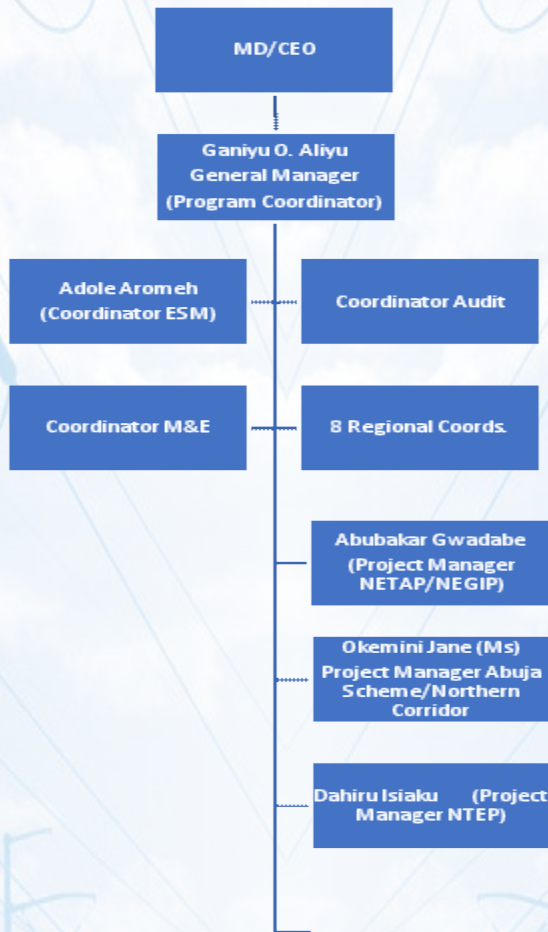 MD/CEO
Ganiyu O. Aliyu
General Manager
(Program Coordinator)
Adole Aromeh
(Coordinator ESM)
Coordinator Audit
Coordinator M&E
8 Regional Coords.
Abubakar Gwadabe
(Project Manager
NETAP/NEGIP)
Okemini Jane (Ms)
Project Manager Abuja
Scheme/Northern
Corridor
Dahiru Isiaku (Project
Manager NTEP)